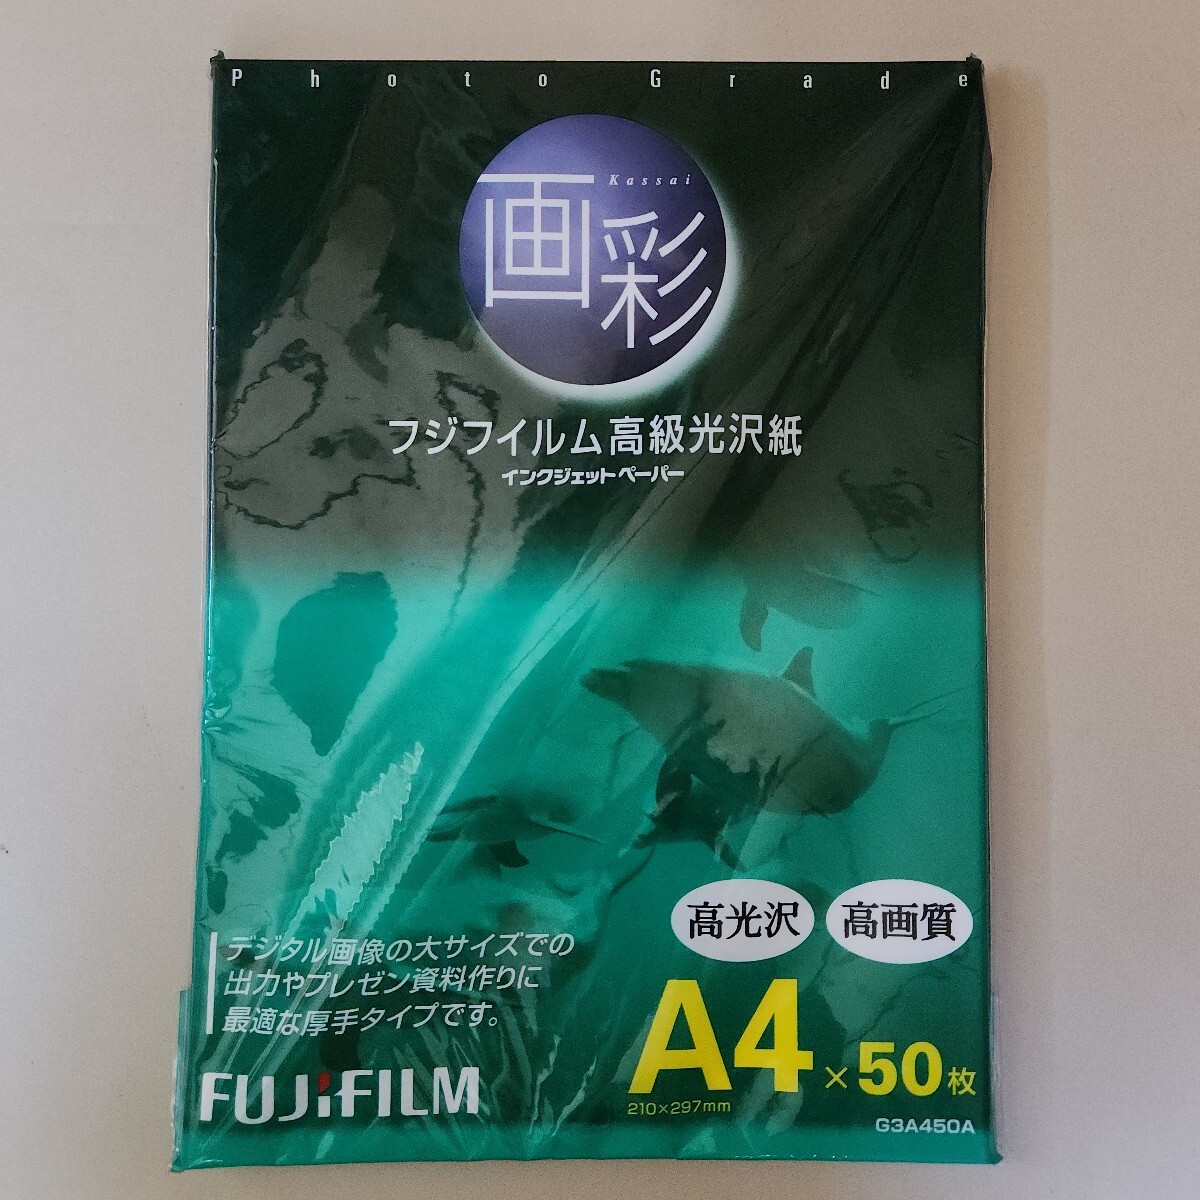 Photo Grade
Kassai
画彩
フジフイルム高級光沢紙
インクジェットペーパー
高光沢
高画質
デジタル画像の大サイズでの
出力やプレゼン資料作りに
最適な厚手タイプです。
A4×50枚
210×297mm
FUJIFILM
G3A450A